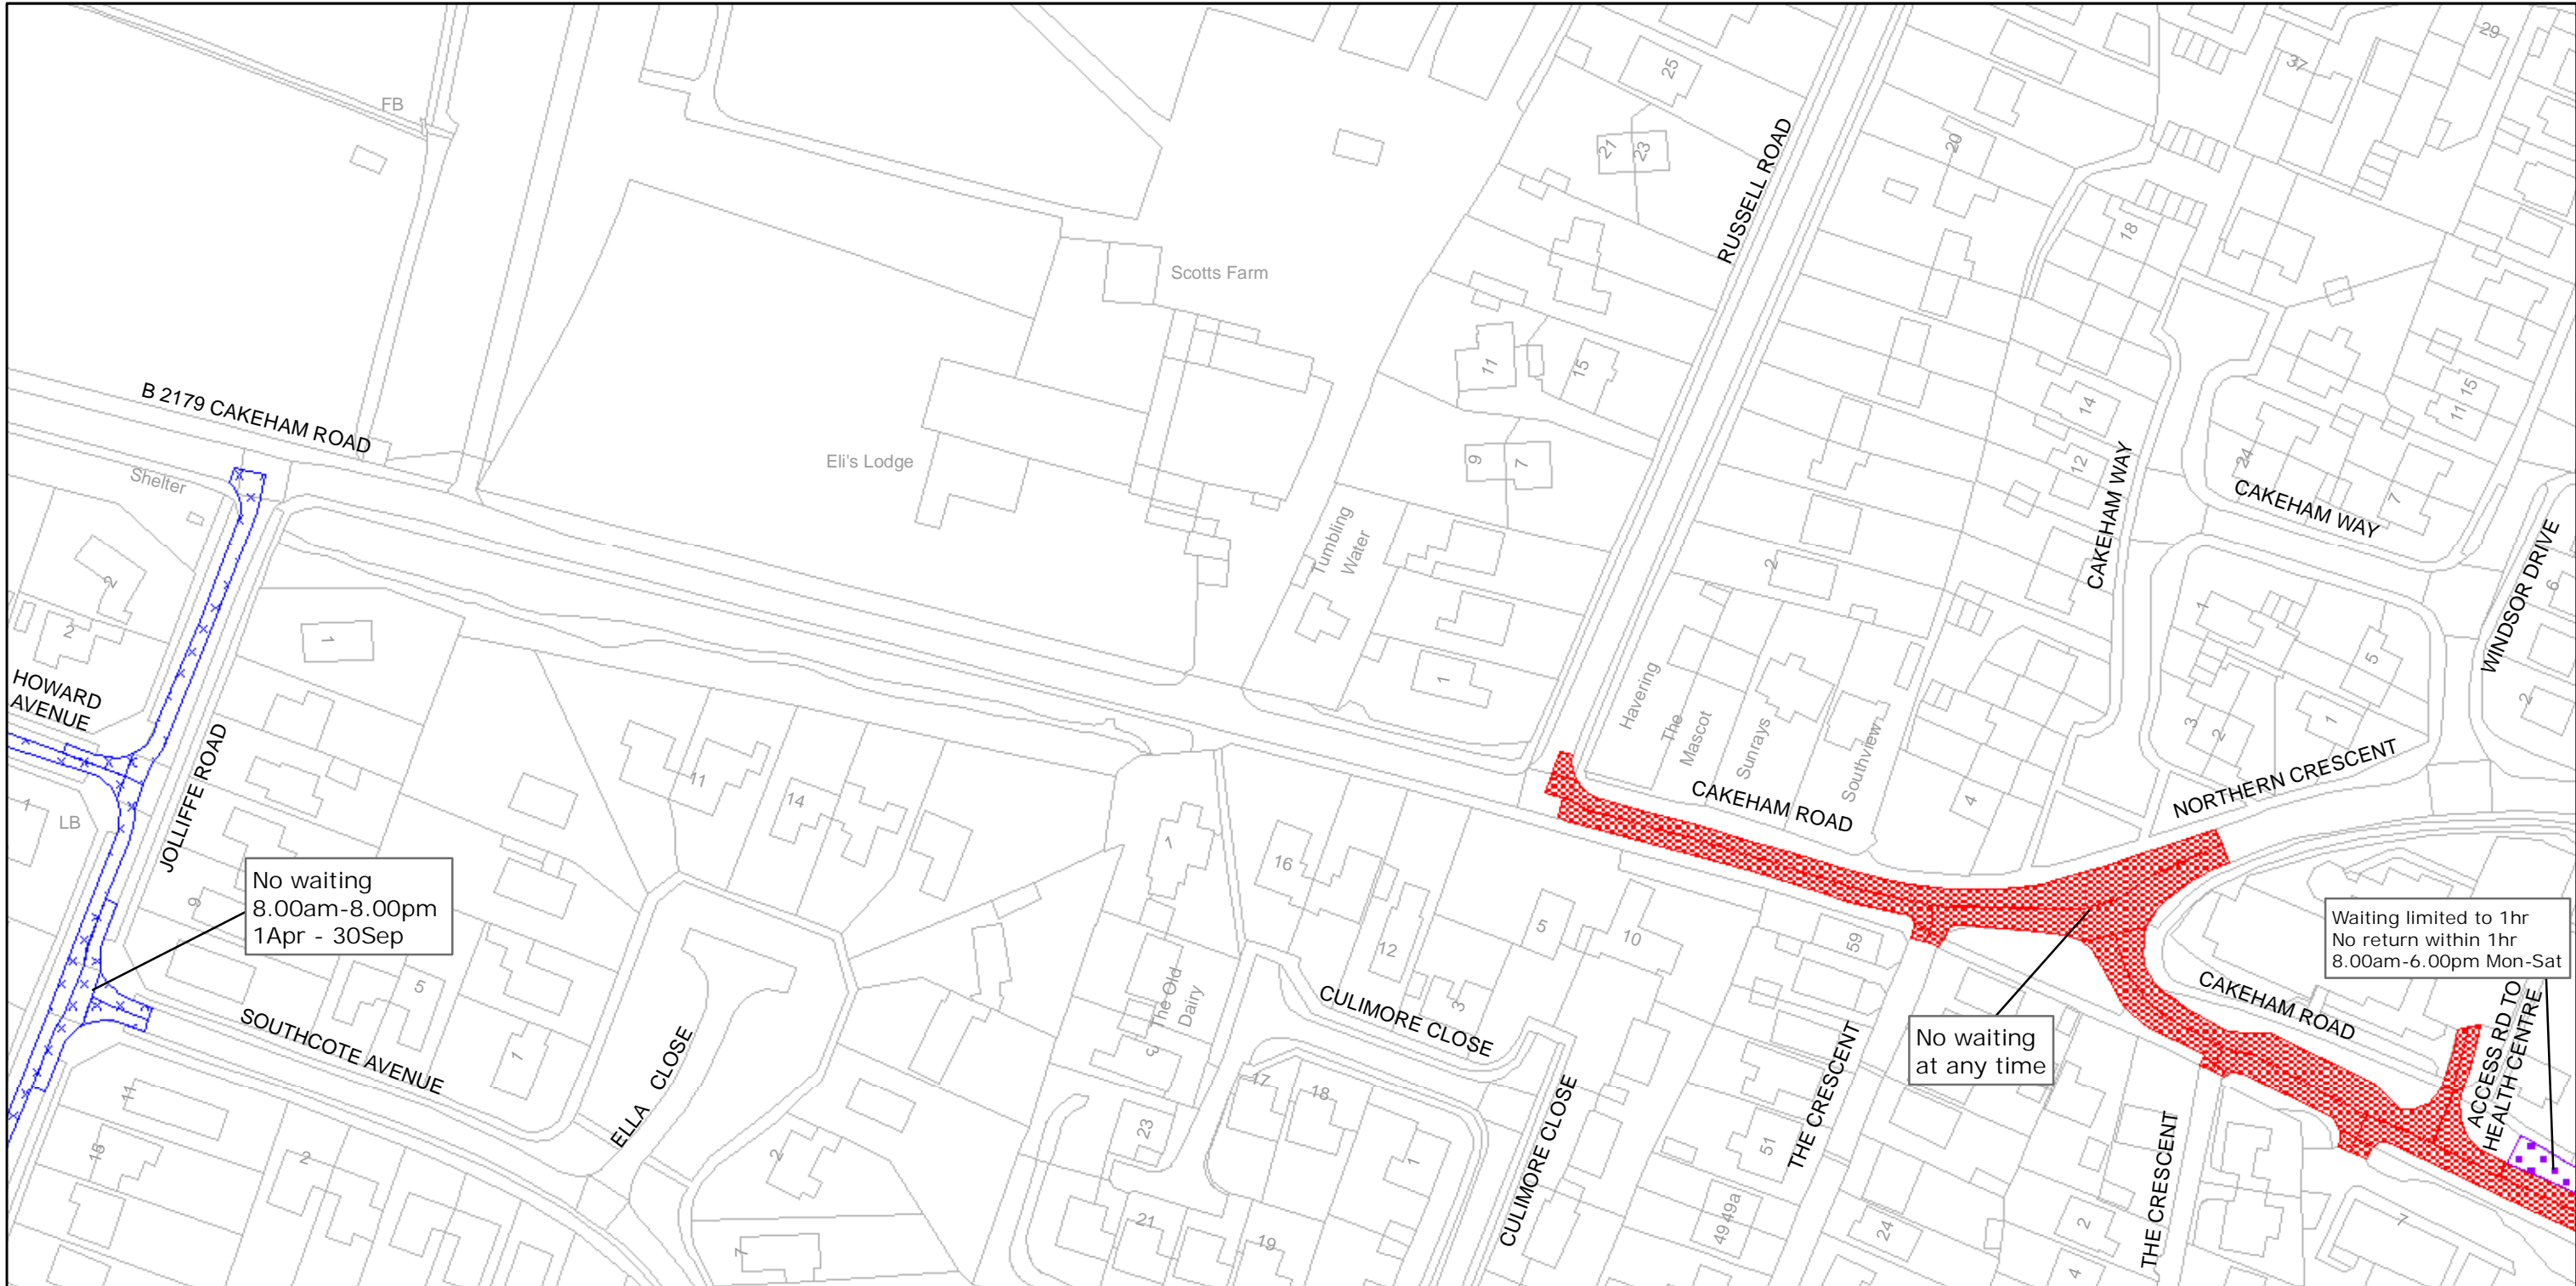 FB
25
21
23
20
37
29
18
RUSSELL ROAD
Scotts Farm
11
15
14
12
CAKEHAM WAY
15
11
24
7
CAKEHAM WAY
B 2179 CAKEHAM ROAD
Shelter
Eli's Lodge
9
7
Tumbling
Water
2
2
2
1
HOWARD
AVENUE
JOLLIFFE ROAD
1
LB
11
14
1
Havering
The
Mascot
Sunrays
Southview
CAKEHAM ROAD
4
1
5
3
2
1
WINDSOR DRIVE
6
2
NORTHERN CRESCENT
No waiting
8.00am-8.00pm
1Apr - 30Sep
9
5
1
SOUTHCOTE AVENUE
ELLA CLOSE
1
16
12
5
3
10
59
The Old
Dairy
3
CULIMORE CLOSE
CULIMORE CLOSE
17
18
1
23
21
19
51
49
49a
THE CRESCENT
24
2
4
THE CRESCENT
No waiting
at any time
CAKEHAM ROAD
ACCESS RD TO
HEALTH CENTRE
Waiting limited to 1hr
No return within 1hr
8.00am-6.00pm Mon-Sat
7
11
15
2
2
7